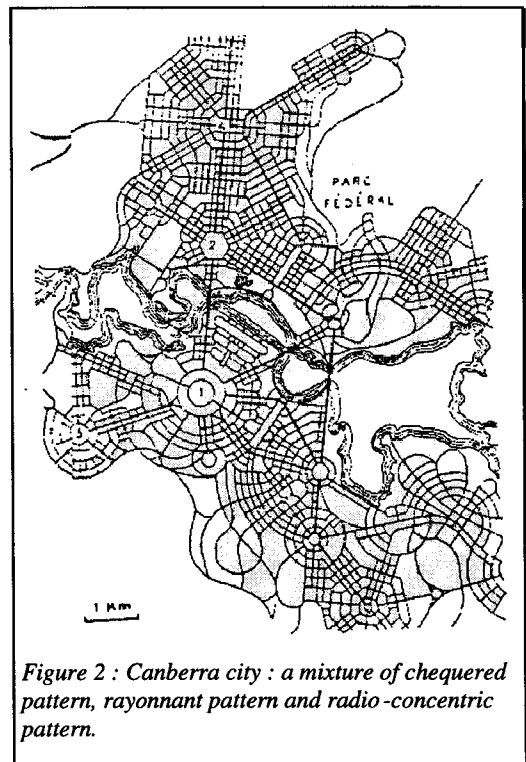 PARC
FÉDÉRAL
2
1
1 Km
Figure 2 : Canberra city : a mixture of chequered
pattern, rayonnant pattern and radio-concentric
pattern.